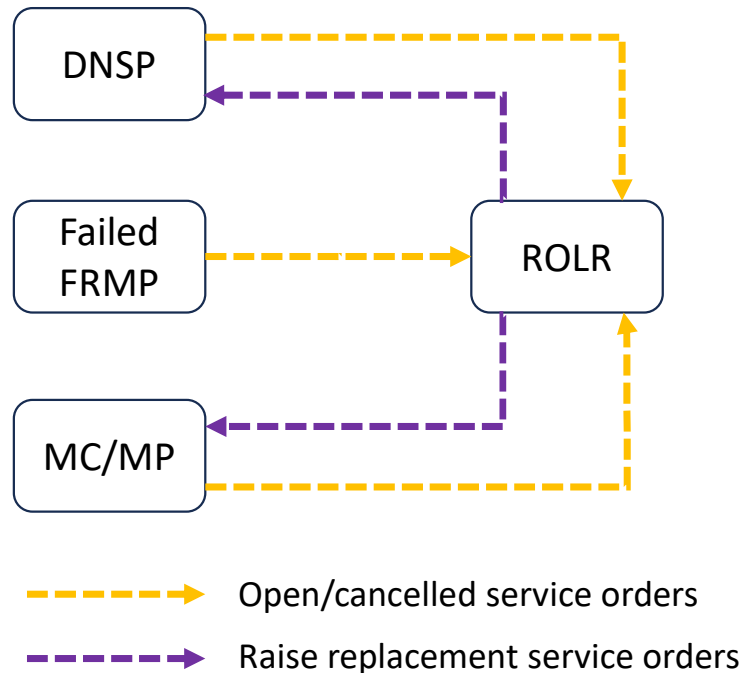 DNSP
Failed
FRMP
ROLR
MC/MP
Open/cancelled service orders
Raise replacement service orders